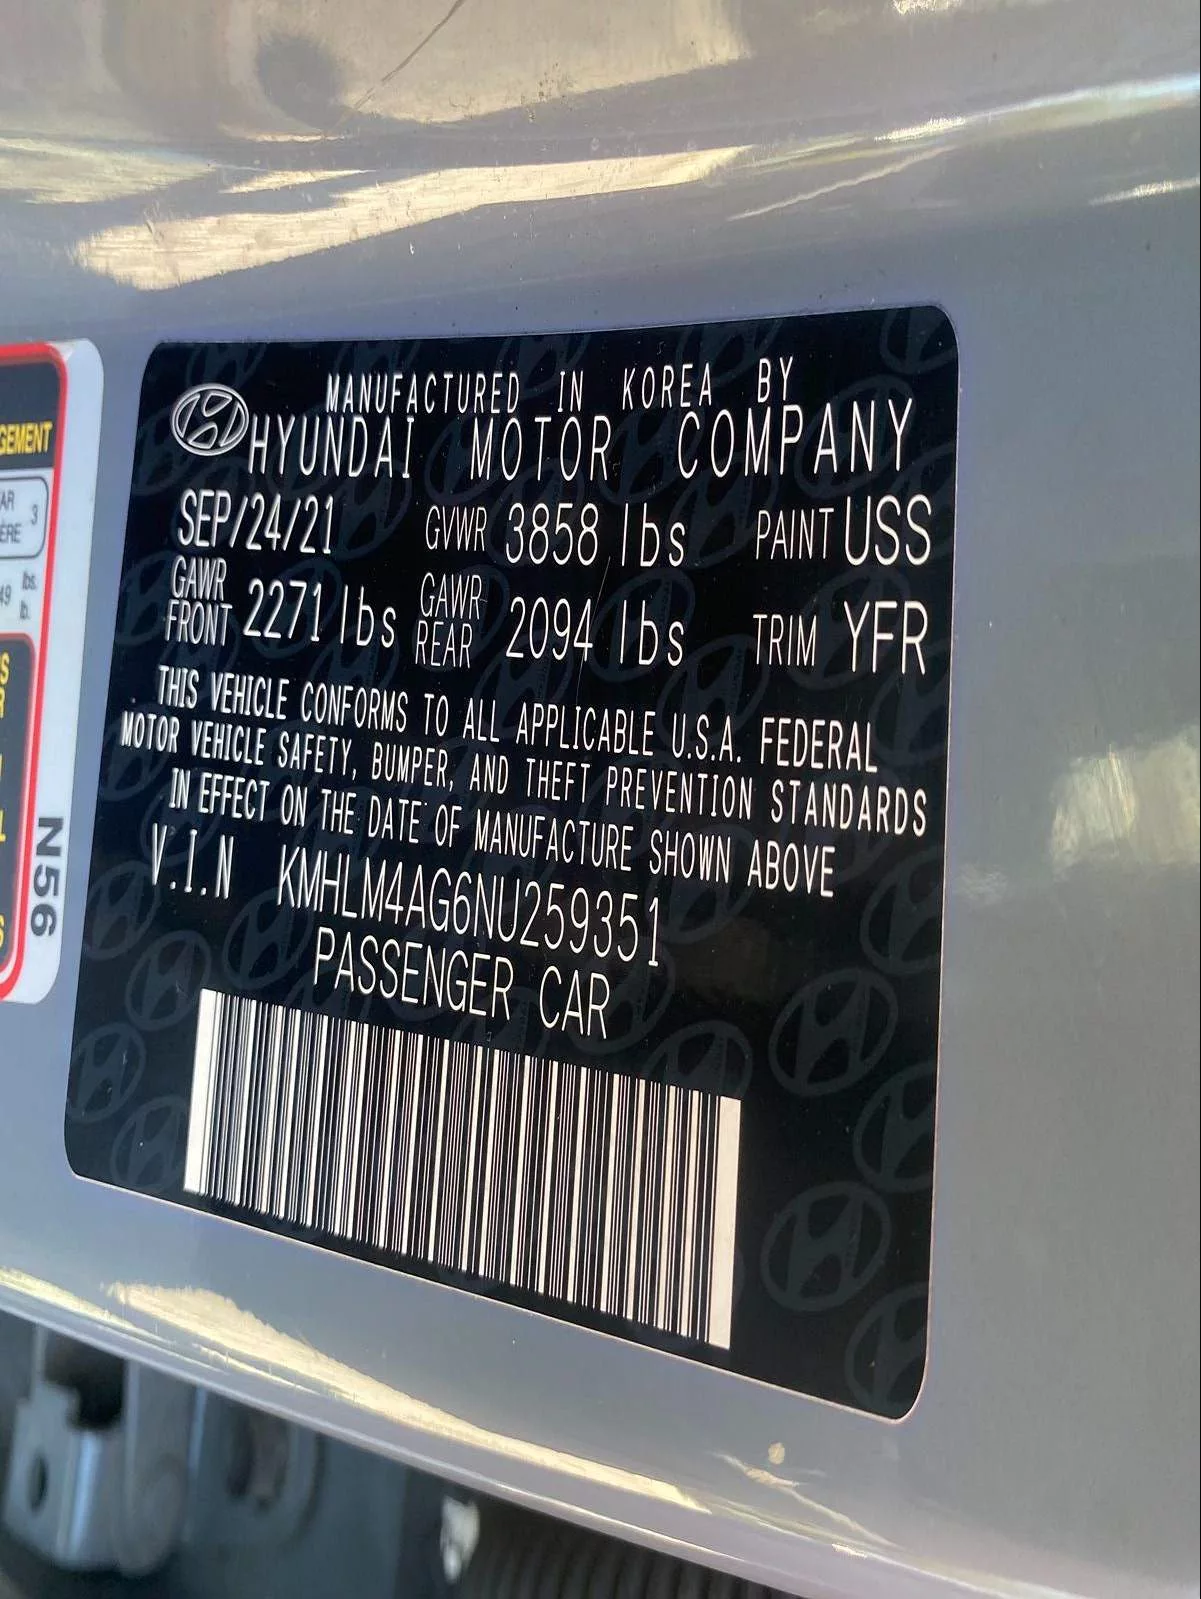 MANUFACTURED IN KOREA BY
HYUNDAI MOTOR COMPANY
SEP/24/21 GVWR 3858 lbs PAINT USS
GAWR FRONT 2271 lbs GAWR REAR 2094 lbs TRIM YFR
THIS VEHICLE CONFORMS TO ALL APPLICABLE U.S.A. FEDERAL
MOTOR VEHICLE SAFETY, BUMPER, AND THEFT PREVENTION STANDARDS
IN EFFECT ON THE DATE OF MANUFACTURE SHOWN ABOVE
V.I.N KMHLM4AG6NU259351
PASSENGER CAR
N56
3
lbs.